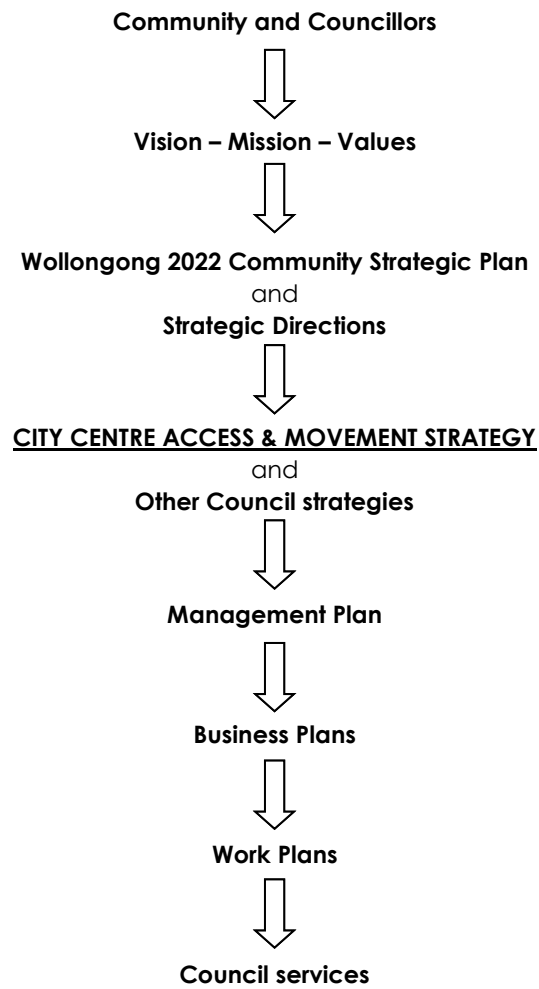 Community and Councillors
Vision – Mission – Values
Wollongong 2022 Community Strategic Plan
and
Strategic Directions
CITY CENTRE ACCESS & MOVEMENT STRATEGY
and
Other Council strategies
Management Plan
Business Plans
Work Plans
Council services